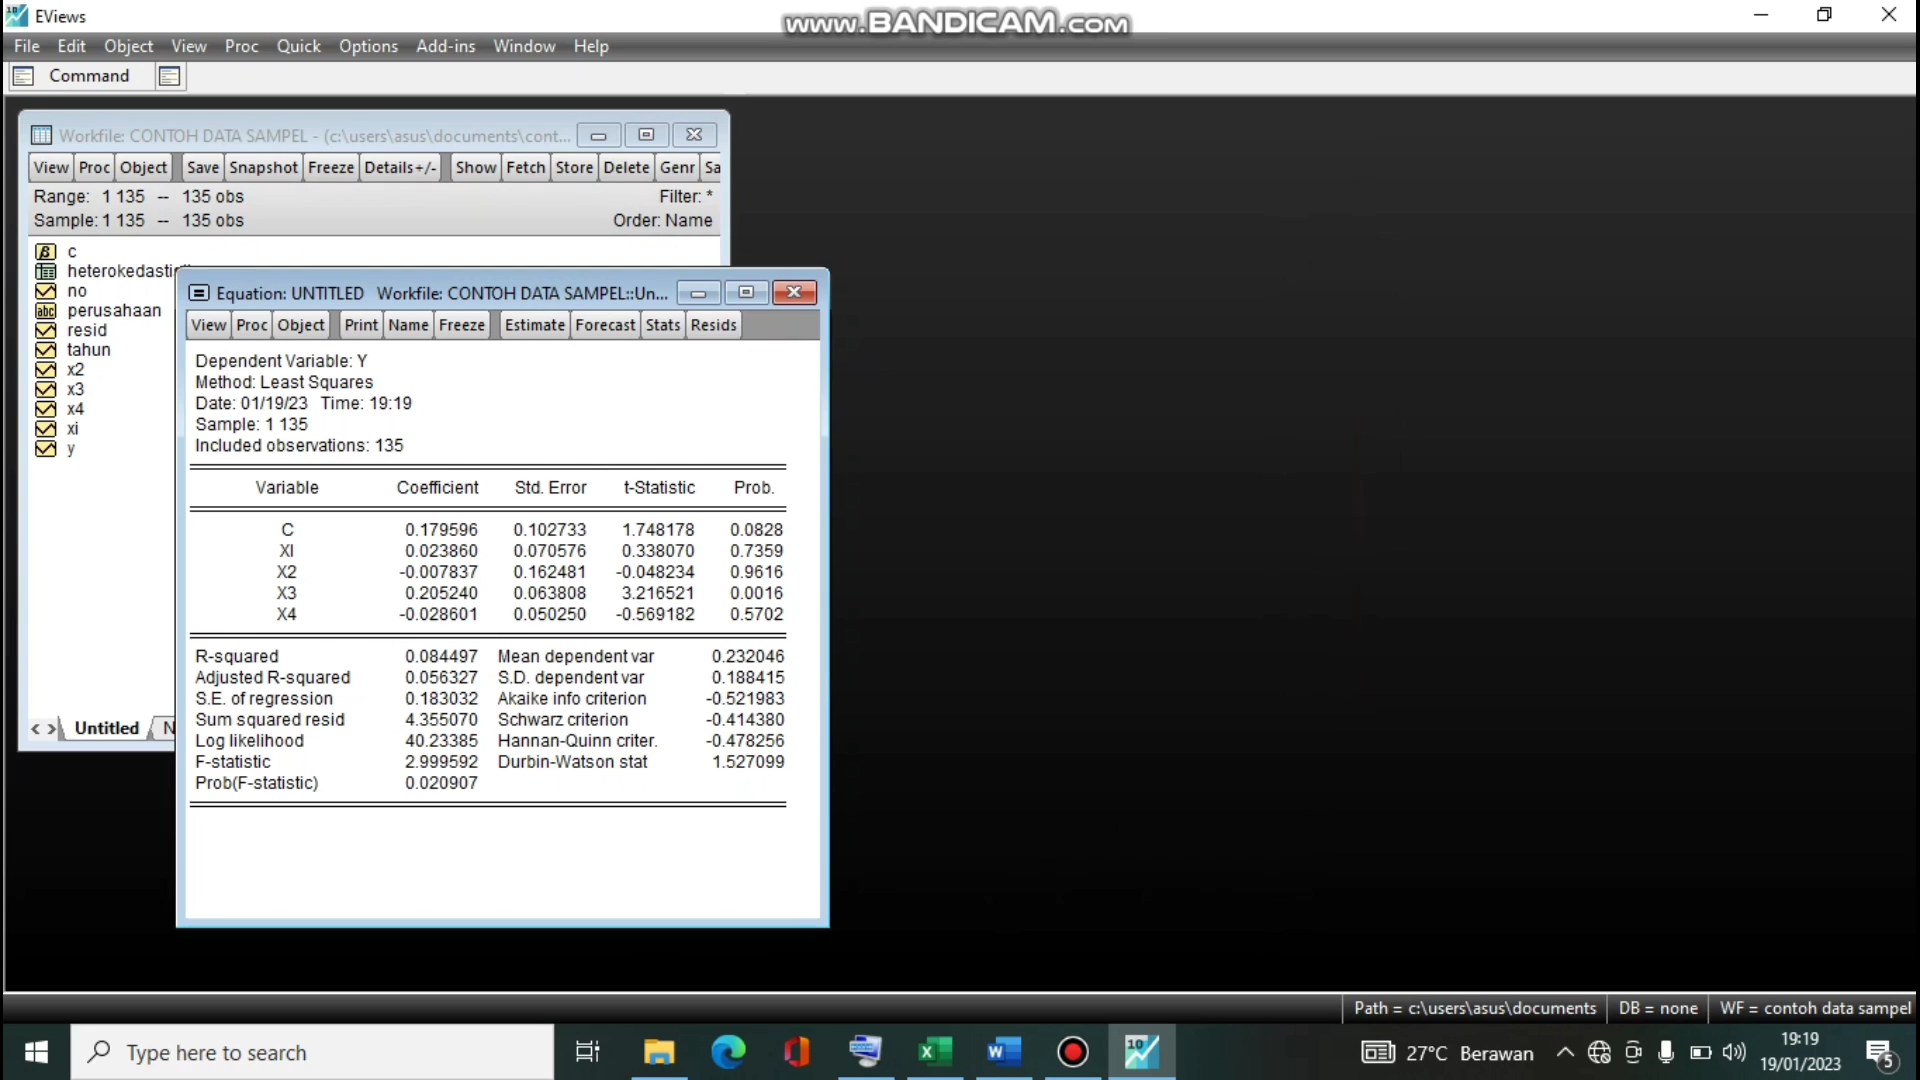 EViews
www.BANDICAM.com
File Edit Object View Proc Quick Options Add-ins Window Help
Command
Workfile: CONTOH DATA SAMPEL - (c:\users\asus\documents\cont...
View Proc Object Save Snapshot Freeze Details+/- Show Fetch Store Delete Genr Sa
Range: 1 135 -- 135 obs Filter: *
Sample: 1 135 -- 135 obs Order: Name
c
heterokedasti
no
perusahaan
resid
tahun
x2
x3
x4
xi
y
Untitled N
Equation: UNTITLED Workfile: CONTOH DATA SAMPEL::Un...
View Proc Object Print Name Freeze Estimate Forecast Stats Resids
Dependent Variable: Y
Method: Least Squares
Date: 01/19/23 Time: 19:19
Sample: 1 135
Included observations: 135
Variable Coefficient Std. Error t-Statistic Prob.
C 0.179596 0.102733 1.748178 0.0828
XI 0.023860 0.070576 0.338070 0.7359
X2 -0.007837 0.162481 -0.048234 0.9616
X3 0.205240 0.063808 3.216521 0.0016
X4 -0.028601 0.050250 -0.569182 0.5702
R-squared 0.084497 Mean dependent var 0.232046
Adjusted R-squared 0.056327 S.D. dependent var 0.188415
S.E. of regression 0.183032 Akaike info criterion -0.521983
Sum squared resid 4.355070 Schwarz criterion -0.414380
Log likelihood 40.23385 Hannan-Quinn criter. -0.478256
F-statistic 2.999592 Durbin-Watson stat 1.527099
Prob(F-statistic) 0.020907
Path = c:\users\asus\documents DB = none WF = contoh data sampel
Type here to search
27°C Berawan
19:19
19/01/2023
5